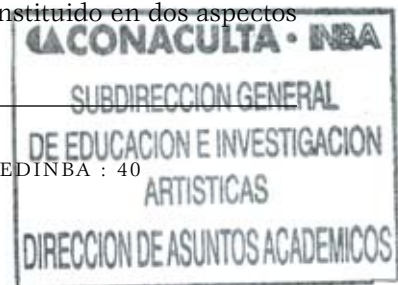 nstituido en dos aspectos
CONACULTA • INBA
SUBDIRECCION GENERAL
DE EDUCACION E INVESTIGACION
EDINBA : 40
ARTISTICAS
DIRECCION DE ASUNTOS ACADEMICOS